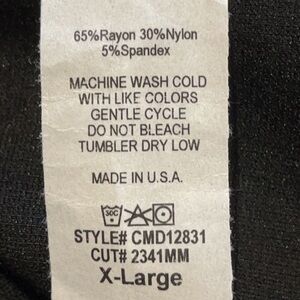 65%Rayon 30%Nylon
5%Spandex
MACHINE WASH COLD
WITH LIKE COLORS
GENTLE CYCLE
DO NOT BLEACH
TUMBLER DRY LOW
MADE IN U.S.A.
30C
STYLE# CMD12831
CUT# 2341MM
X-Large